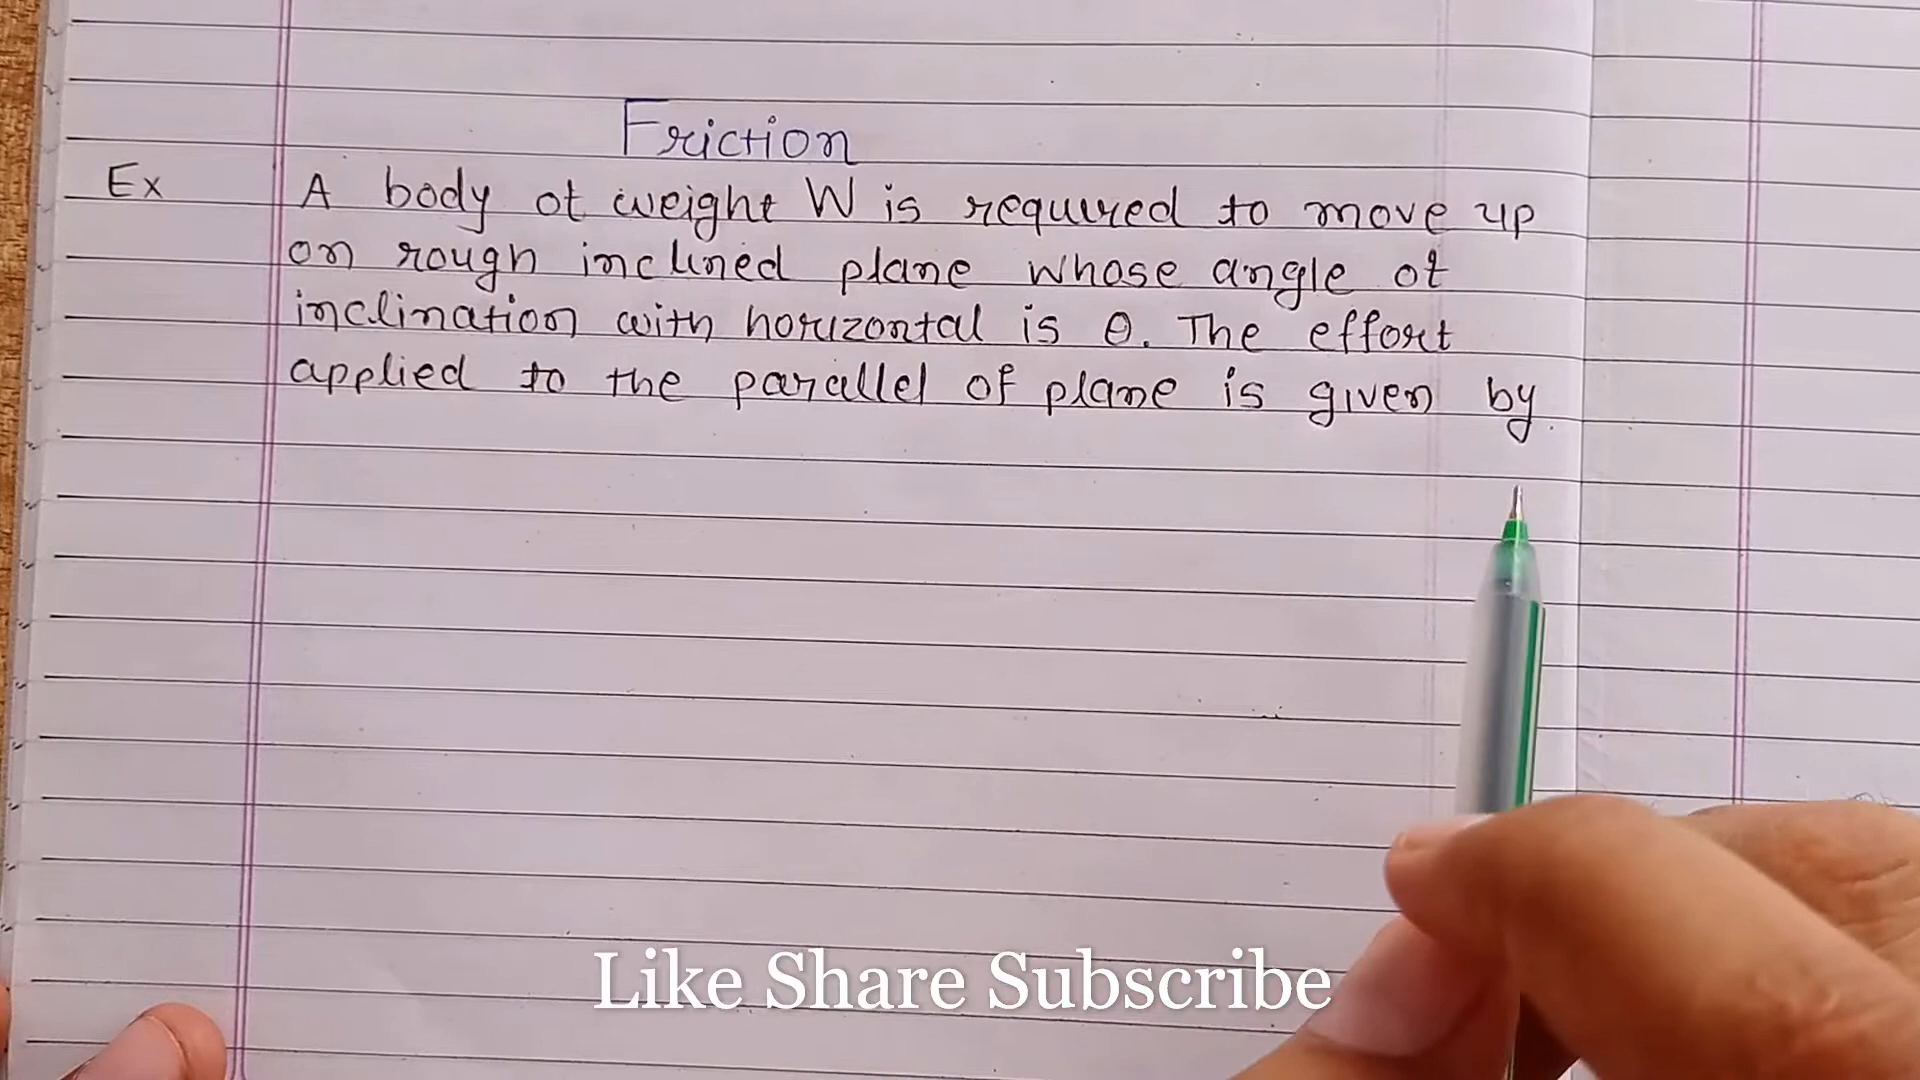 Friction
Ex A body of weight W is required to move up
on rough inclined plane whose angle of
inclination with horizontal is θ. The effort
applied to the parallel of plane is given by.
Like Share Subscribe